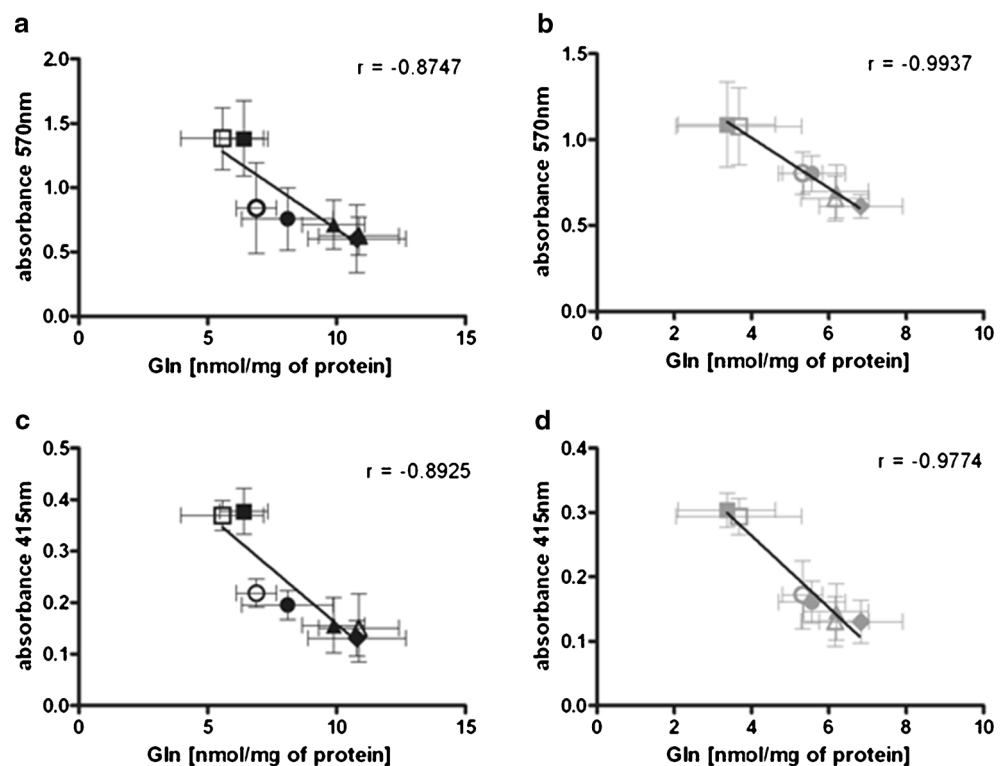 a
r = -0.8747
absorbance 570nm
2.0
1.5
1.0
0.5
0.0
0 5 10 15
Gln [nmol/mg of protein]
b
r = -0.9937
absorbance 570nm
1.5
1.0
0.5
0.0
0 2 4 6 8 10
Gln [nmol/mg of protein]
c
r = -0.8925
absorbance 415nm
0.5
0.4
0.3
0.2
0.1
0.0
0 5 10 15
Gln [nmol/mg of protein]
d
r = -0.9774
absorbance 415nm
0.4
0.3
0.2
0.1
0.0
0 2 4 6 8 10
Gln [nmol/mg of protein]